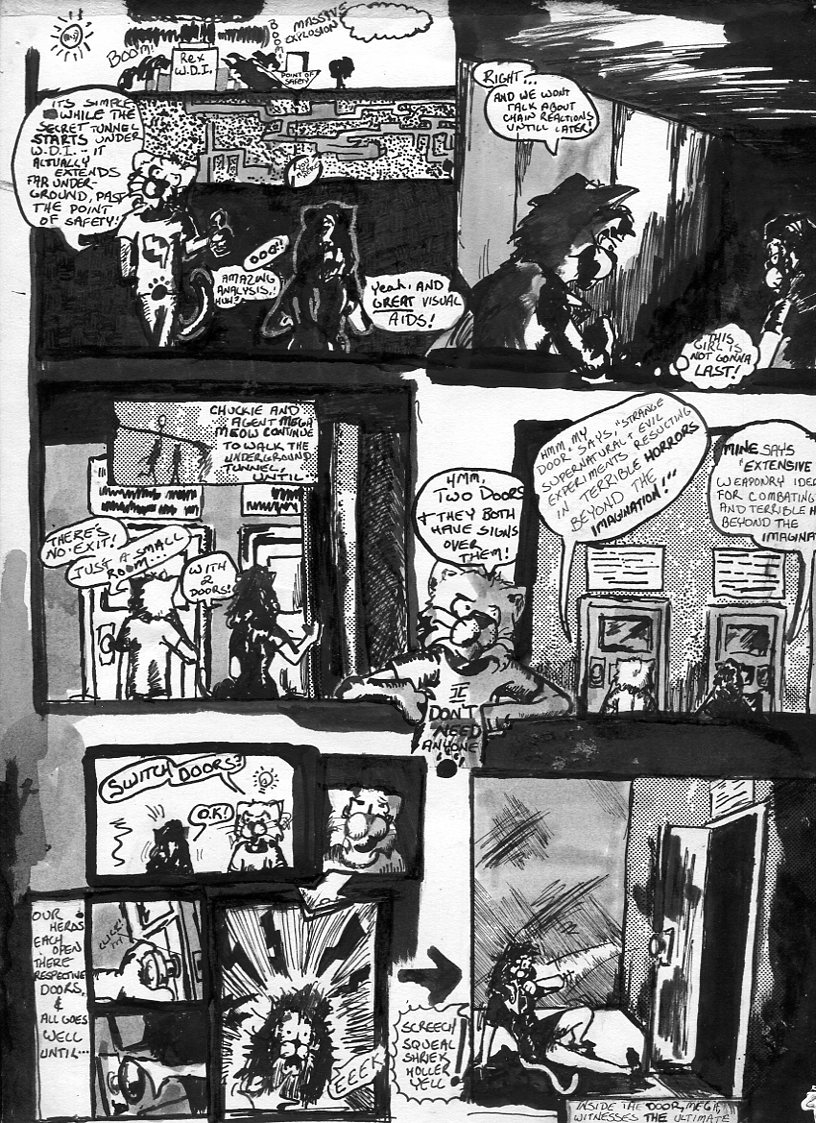 BOOM!
BOOM
MASSIVE
EXPLOSION
Rex
W.D.I.
POINT OF
SAFETY
ITS SIMPLE
WHILE THE
SECRET TUNNEL
STARTS UNDER
W.D.I. - IT
ACTUALLY
EXTENDS
FAR UNDER-
GROUND, PAST
THE POINT
OF SAFETY!
OOO!!
AMAZING
ANALYSIS,
HUH?
Yeah, AND
GREAT VISUAL
AIDS!
RIGHT...
AND WE WONT
TALK ABOUT
CHAIN REACTIONS
UNTILL LATER!
THIS
GIRL IS
NOT GONNA
LAST!
CHUCKIE AND
AGENT MEGA
MEOW CONTINUE
TO WALK THE
UNDERGROUND
TUNNEL,
UNTIL
THERE'S
NO EXIT!
JUST A SMALL
ROOM...
WITH
2
DOORS!
HMM,
TWO DOORS
& THEY BOTH
HAVE SIGNS
OVER
THEM!
II
DON'T
NEED
ANYONE
HMM, MY
DOOR SAYS, "STRANGE
SUPERNATURAL & EVIL
EXPERIMENTS RESULTING
IN TERRIBLE HORRORS
BEYOND THE
IMAGINATION!"
MINE SAYS
"EXTENSIVE
WEAPONRY
FOR COMBATING
AND TERRIBLE
BEYOND THE
SWITCH DOORS?
O.K!
OUR
HEROS
EACH
OPEN
THERE
RESPECTIVE
DOORS,
&
ALL GOES
WELL
UNTIL...
CLICK!!
EEEK
SCREECH
SQUEAL
SHRIEK
HOLLER
YELL
INSIDE THE DOOR, MEGA,
WITNESSES THE ULTIMATE